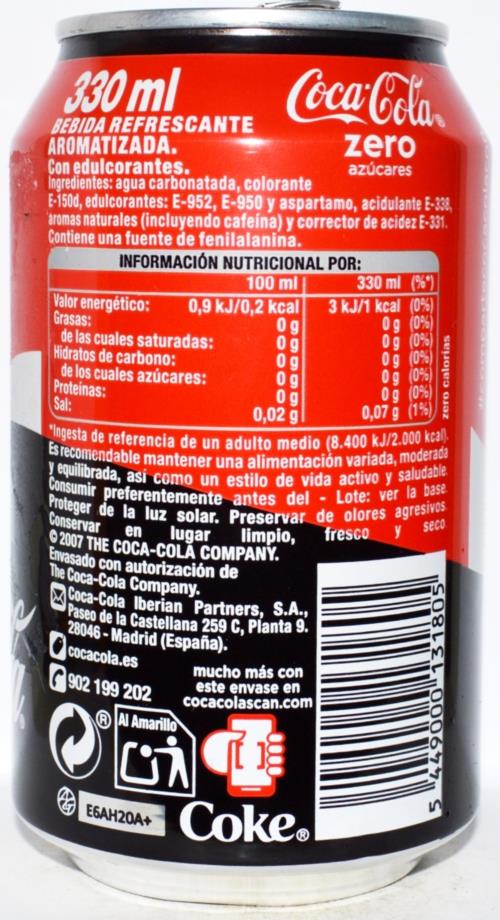 330 ml
Coca-Cola®
zero
azúcares
BEBIDA REFRESCANTE
AROMATIZADA.
Con edulcorantes.
Ingredientes: agua carbonatada, colorante
E-150d, edulcorantes: E-952, E-950 y aspartamo, acidulante E-338,
aromas naturales (incluyendo cafeína) y corrector de acidez E-331.
Contiene una fuente de fenilalanina.
INFORMACIÓN NUTRICIONAL POR:
100 ml 330 ml (%*)
Valor energético: 0,9 kJ/0,2 kcal 3 kJ/1 kcal (0%)
Grasas: 0 g 0 g (0%)
de las cuales saturadas: 0 g 0 g (0%)
Hidratos de carbono: 0 g 0 g (0%)
de los cuales azúcares: 0 g 0 g (0%)
Proteínas: 0 g 0 g (0%)
Sal: 0,02 g 0,07 g (1%)
zero calorías
*Ingesta de referencia de un adulto medio (8.400 kJ/2.000 kcal).
Es recomendable mantener una alimentación variada, moderada
y equilibrada, así como un estilo de vida activo y saludable.
Consumir preferentemente antes del - Lote: ver la base.
Proteger de la luz solar. Preservar de olores agresivos.
Conservar en lugar limpio, fresco y seco.
© 2007 THE COCA-COLA COMPANY.
Envasado con autorización de
The Coca-Cola Company.
Coca-Cola Iberian Partners, S.A.,
Paseo de la Castellana 259 C, Planta 9.
28046 - Madrid (España).
cocacola.es
902 199 202
mucho más con
este envase en
cocacolascan.com
®
Al Amarillo
E6AH20A+
Coke®
5 449000 131805